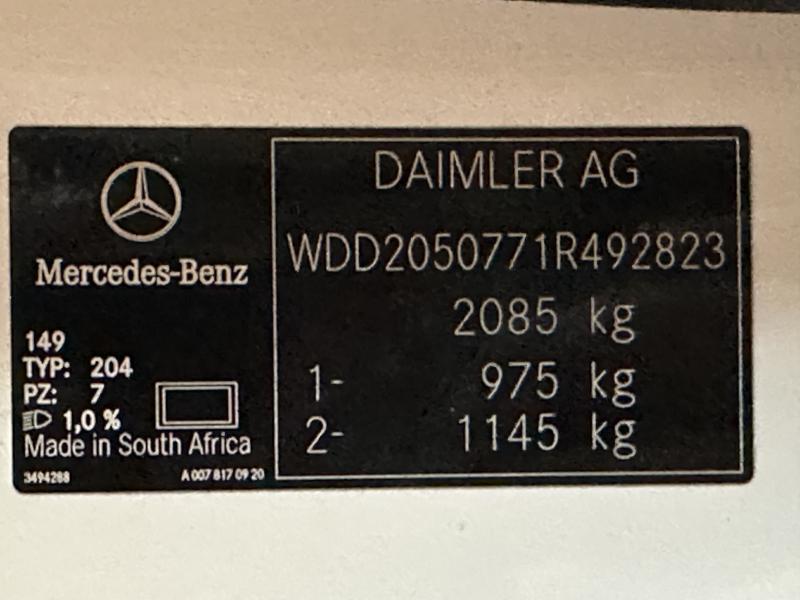 Mercedes-Benz
149
TYP: 204
PZ: 7
1,0 %
Made in South Africa
3494288
A 007 817 09 20
DAIMLER AG
WDD2050771R492823
2085 kg
1- 975 kg
2- 1145 kg